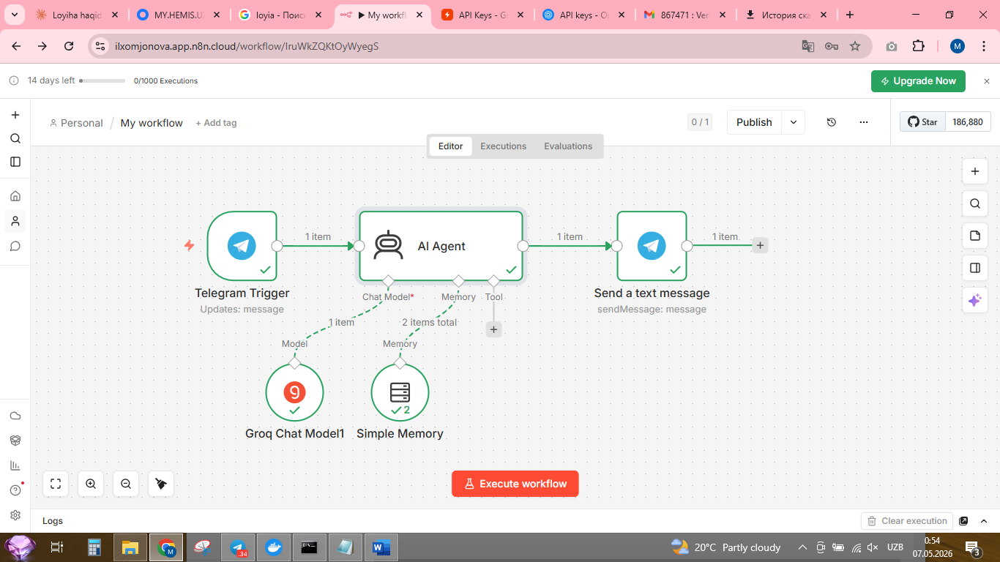 Loyiha haqid
MY.HEMIS.U
loyia - Поис
My workfl
API Keys - G
API keys - Op
867471 : Veri
История ска
ilxomjonova.app.n8n.cloud/workflow/IruWkZQKtOyWyegS
M
14 days left
0/1000 Executions
Upgrade Now
Personal / My workflow + Add tag
0 / 1
Publish
Star 186,880
Editor Executions Evaluations
1 item
AI Agent
1 item
1 item
Telegram Trigger
Updates: message
Chat Model*
Memory
Tool
Send a text message
sendMessage: message
1 item
2 items total
Model
Memory
2
Groq Chat Model1
Simple Memory
Execute workflow
Logs
Clear execution
M
34
20°C Partly cloudy
UZB
0:54
07.05.2026
3